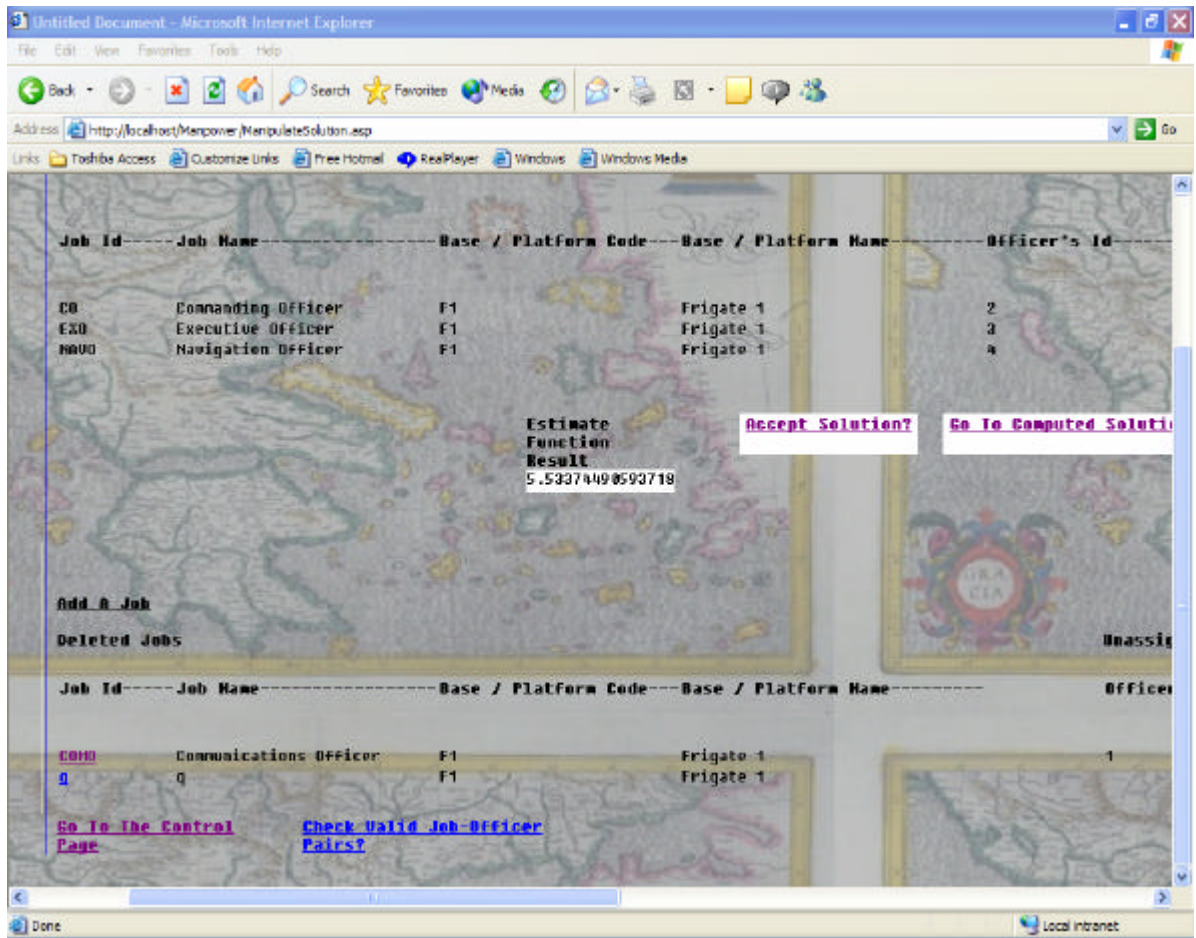 Untitled Document - Microsoft Internet Explorer
File Edit View Favorites Tools Help
Back Search Favorites Media
Address http://localhost/Manpower/ManipulateSolution.asp Go
Links Toshiba Access Customize Links Free Hotmail RealPlayer Windows Windows Media
Job Id-----Job Name-----------------Base / Platform Code---Base / Platform Name---------Officer's Id------
CO Commanding Officer F1 Frigate 1 2
EXO Executive Officer F1 Frigate 1 3
NAVO Navigation Officer F1 Frigate 1 4
Estimate Accept Solution? Go To Computed Soluti
Function
Result
5.53374490593718
Add A Job
Deleted Jobs Unassig
Job Id-----Job Name-----------------Base / Platform Code---Base / Platform Name--------- Officer
COMO Communications Officer F1 Frigate 1 1
q q F1 Frigate 1
Go To The Control Check Valid Job-Officer
Page Pairs?
Done Local intranet